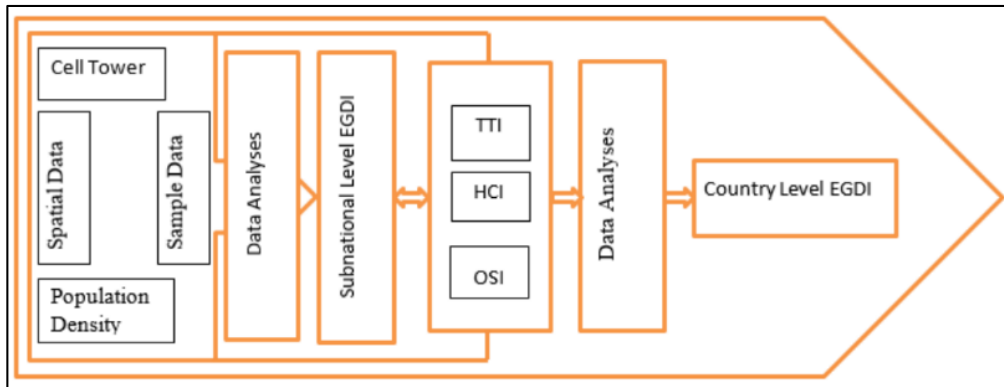 Cell Tower
Spatial Data
Sample Data
Population
Density
Data Analyses
Subnational Level EGDI
TTI
HCI
OSI
Data Analyses
Country Level EGDI